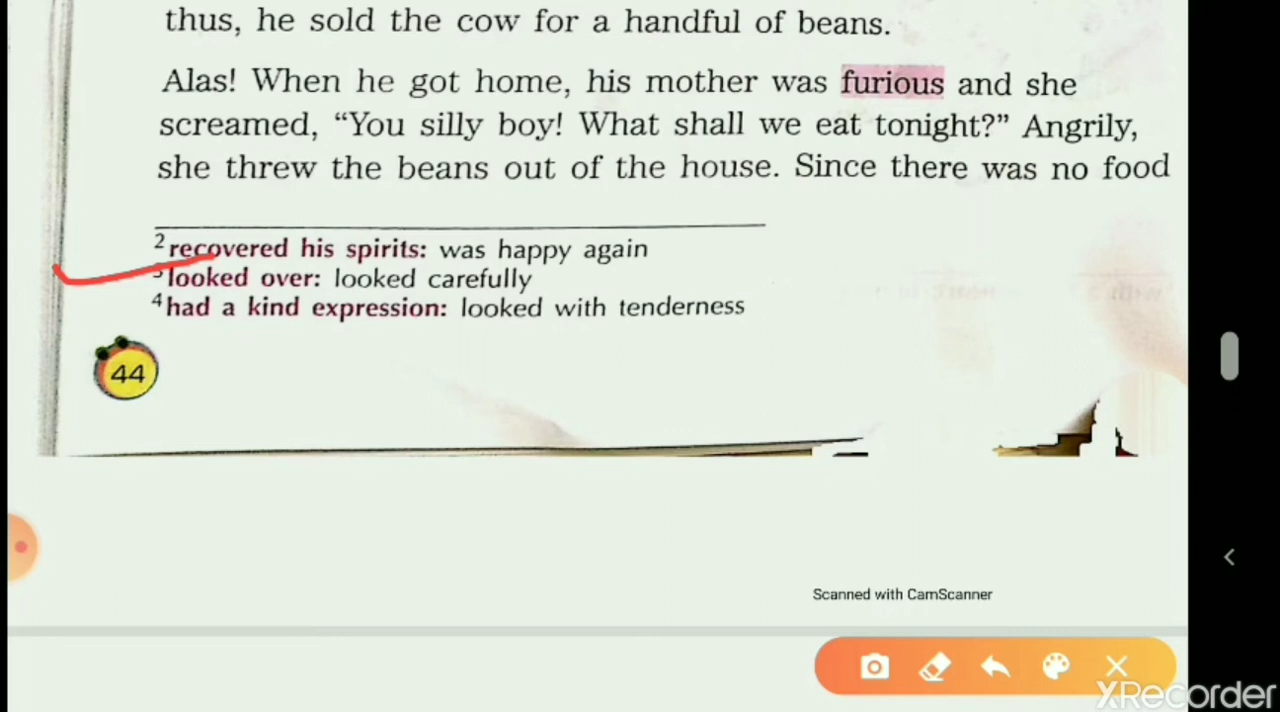 thus, he sold the cow for a handful of beans.
Alas! When he got home, his mother was furious and she
screamed, “You silly boy! What shall we eat tonight?” Angrily,
she threw the beans out of the house. Since there was no food
2 recovered his spirits: was happy again
3 looked over: looked carefully
4 had a kind expression: looked with tenderness
44
Scanned with CamScanner
XRecorder